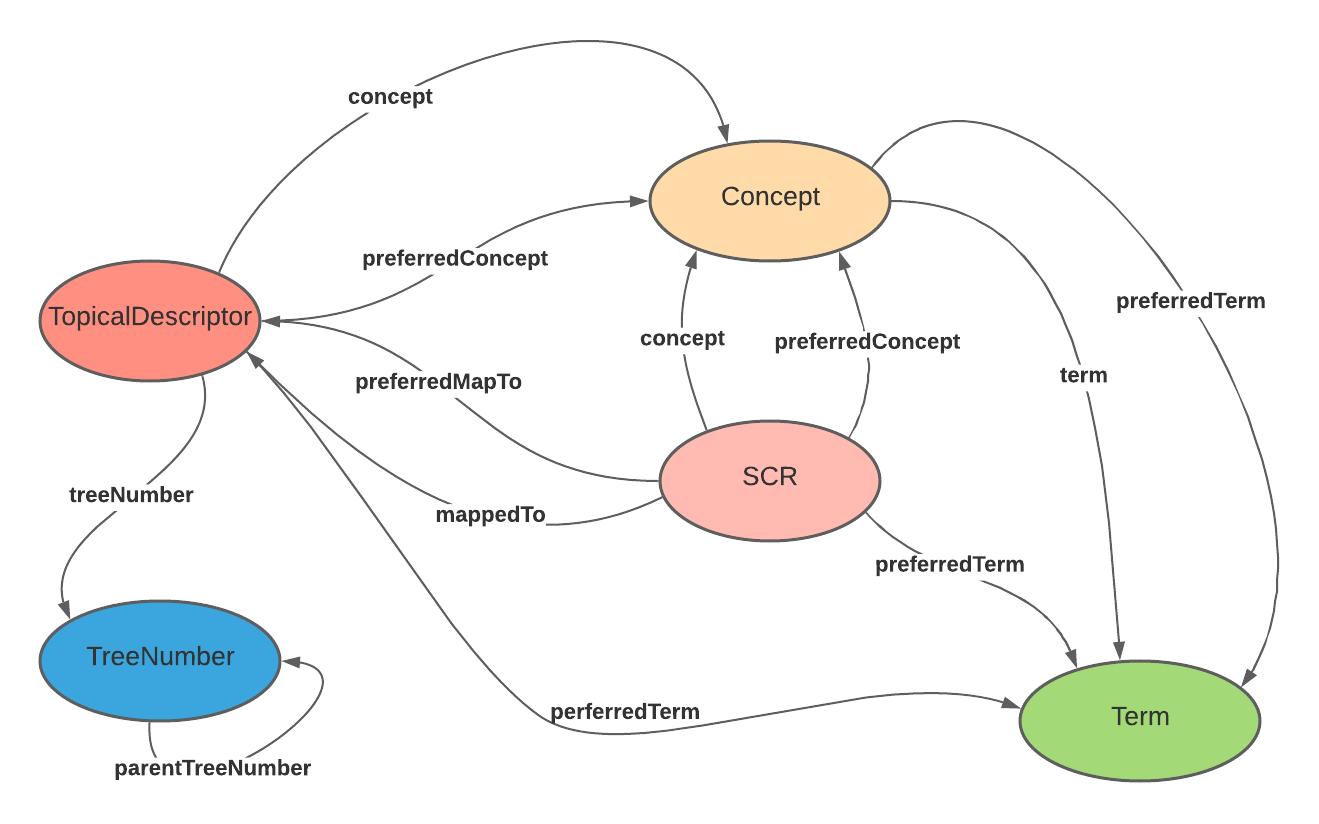 concept
Concept
preferredConcept
preferredTerm
TopicalDescriptor
concept
preferredConcept
preferredMapTo
term
SCR
treeNumber
mappedTo
preferredTerm
TreeNumber
perferredTerm
Term
parentTreeNumber